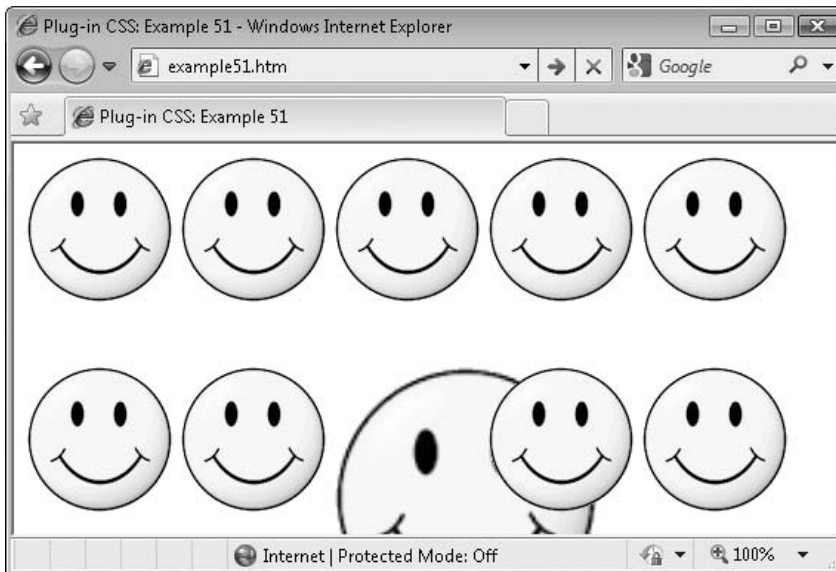 Plug-in CSS: Example 51 - Windows Internet Explorer
example51.htm
Google
Plug-in CSS: Example 51
Internet | Protected Mode: Off
100%